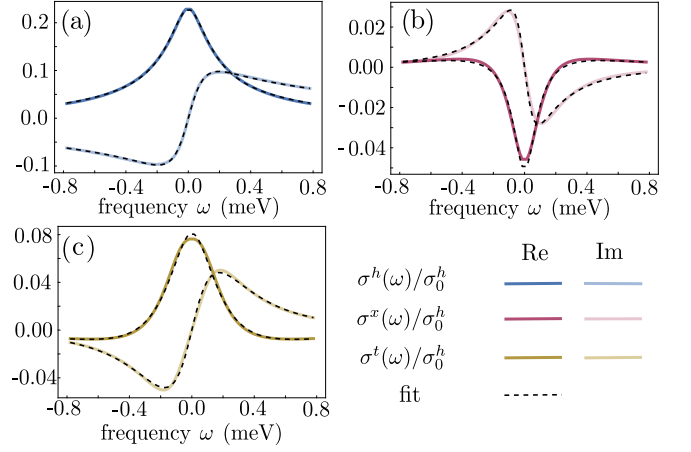 (a)
0.2
0.1
0.0
-0.1
-0.8 -0.4 0.0 0.4 0.8
frequency ω (meV)
(b)
0.02
0.00
-0.02
-0.04
-0.8 -0.4 0.0 0.4 0.8
frequency ω (meV)
(c)
0.08
0.04
0.00
-0.04
-0.8 -0.4 0.0 0.4 0.8
frequency ω (meV)
Re Im
σ^h(ω)/σ_0^h
σ^x(ω)/σ_0^h
σ^t(ω)/σ_0^h
fit